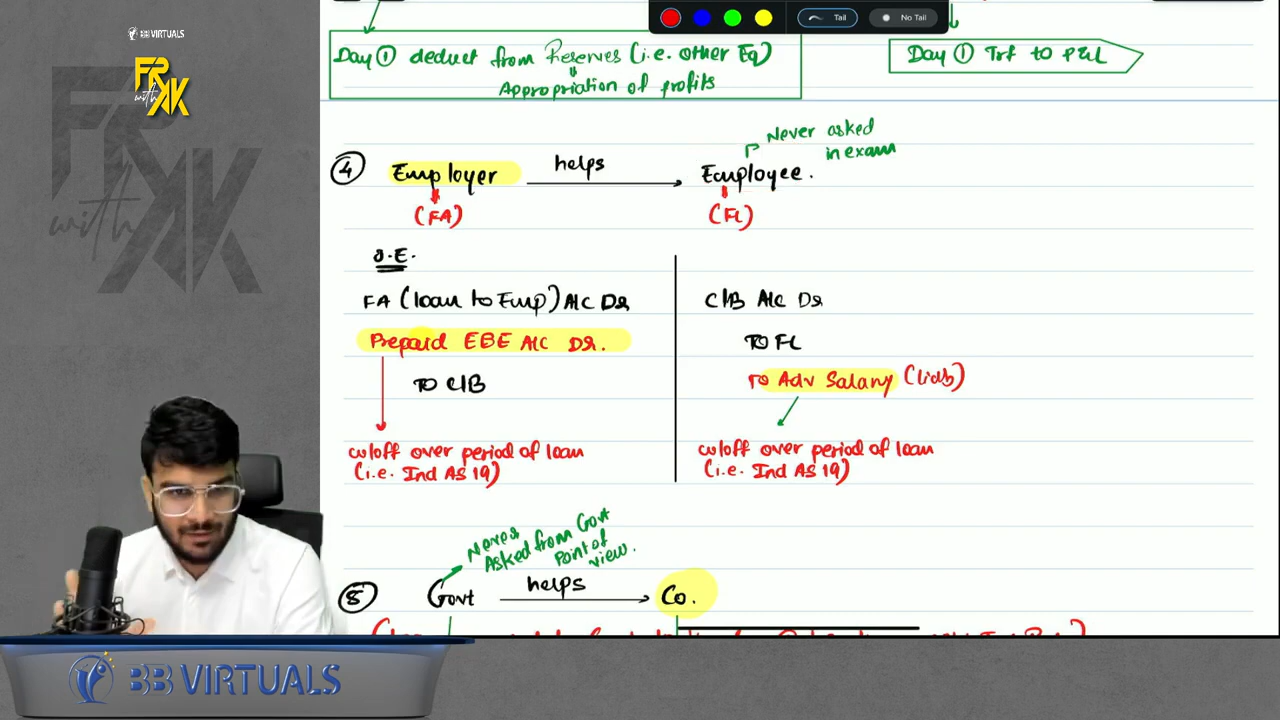 BB VIRTUALS
FR
with
AK
FR
with
AK
Tail
No Tail
Day ① deduct from Reserves (i.e. other Eq)
Appropriation of profits
Day ① Trf to P&L
④ Employer helps Employee.
Never asked
in exam
(FA)
(FL)
J.E.
FA (loan to Emp) A/C Dr
Prepaid EBE A/C Dr.
TO C/B
w/off over period of loan
(i.e. Ind AS 19)
C/B A/C Dr
TO FL
TO Adv Salary (Liab)
w/off over period of loan
(i.e. Ind AS 19)
Never
Asked from Govt
Point of
view.
⑤ Govt helps Co.
BB VIRTUALS